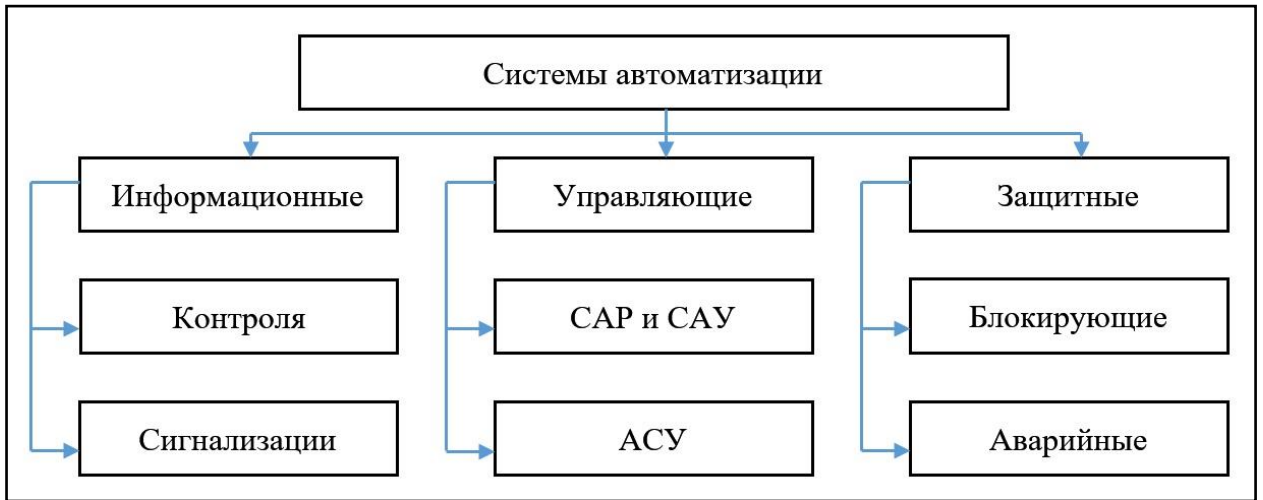 Системы автоматизации
Информационные
Управляющие
Защитные
Контроля
САР и САУ
Блокирующие
Сигнализации
АСУ
Аварийные